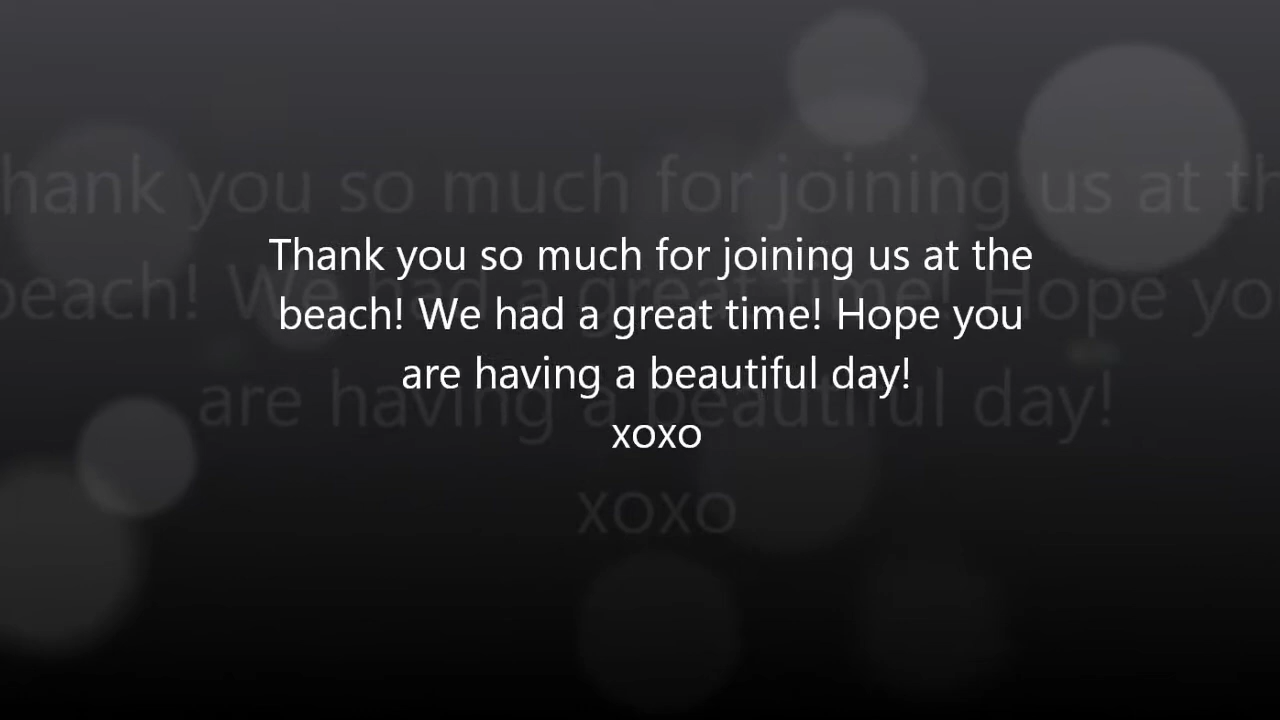 Thank you so much for joining us at the
beach! We had a great time! Hope you
are having a beautiful day!
xoxo